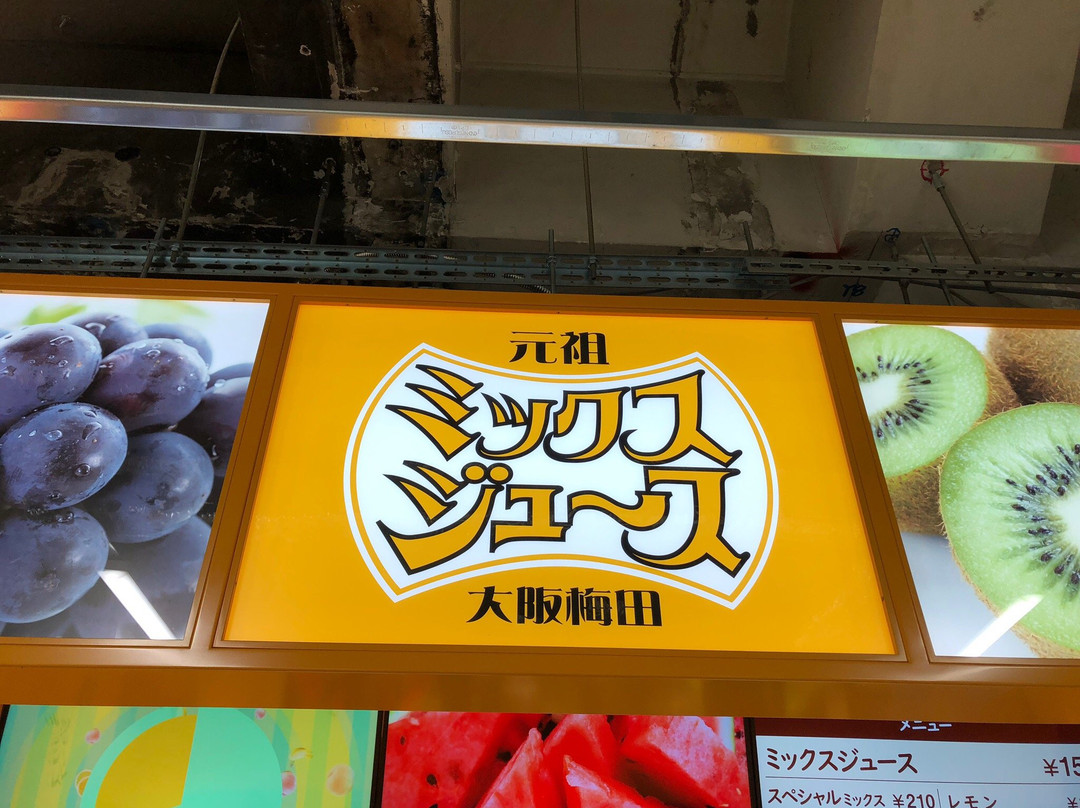 元祖
ミックス
ジュース
大阪梅田
メニュー
ミックスジュース ¥15
スペシャルミックス ¥210 レモン ¥